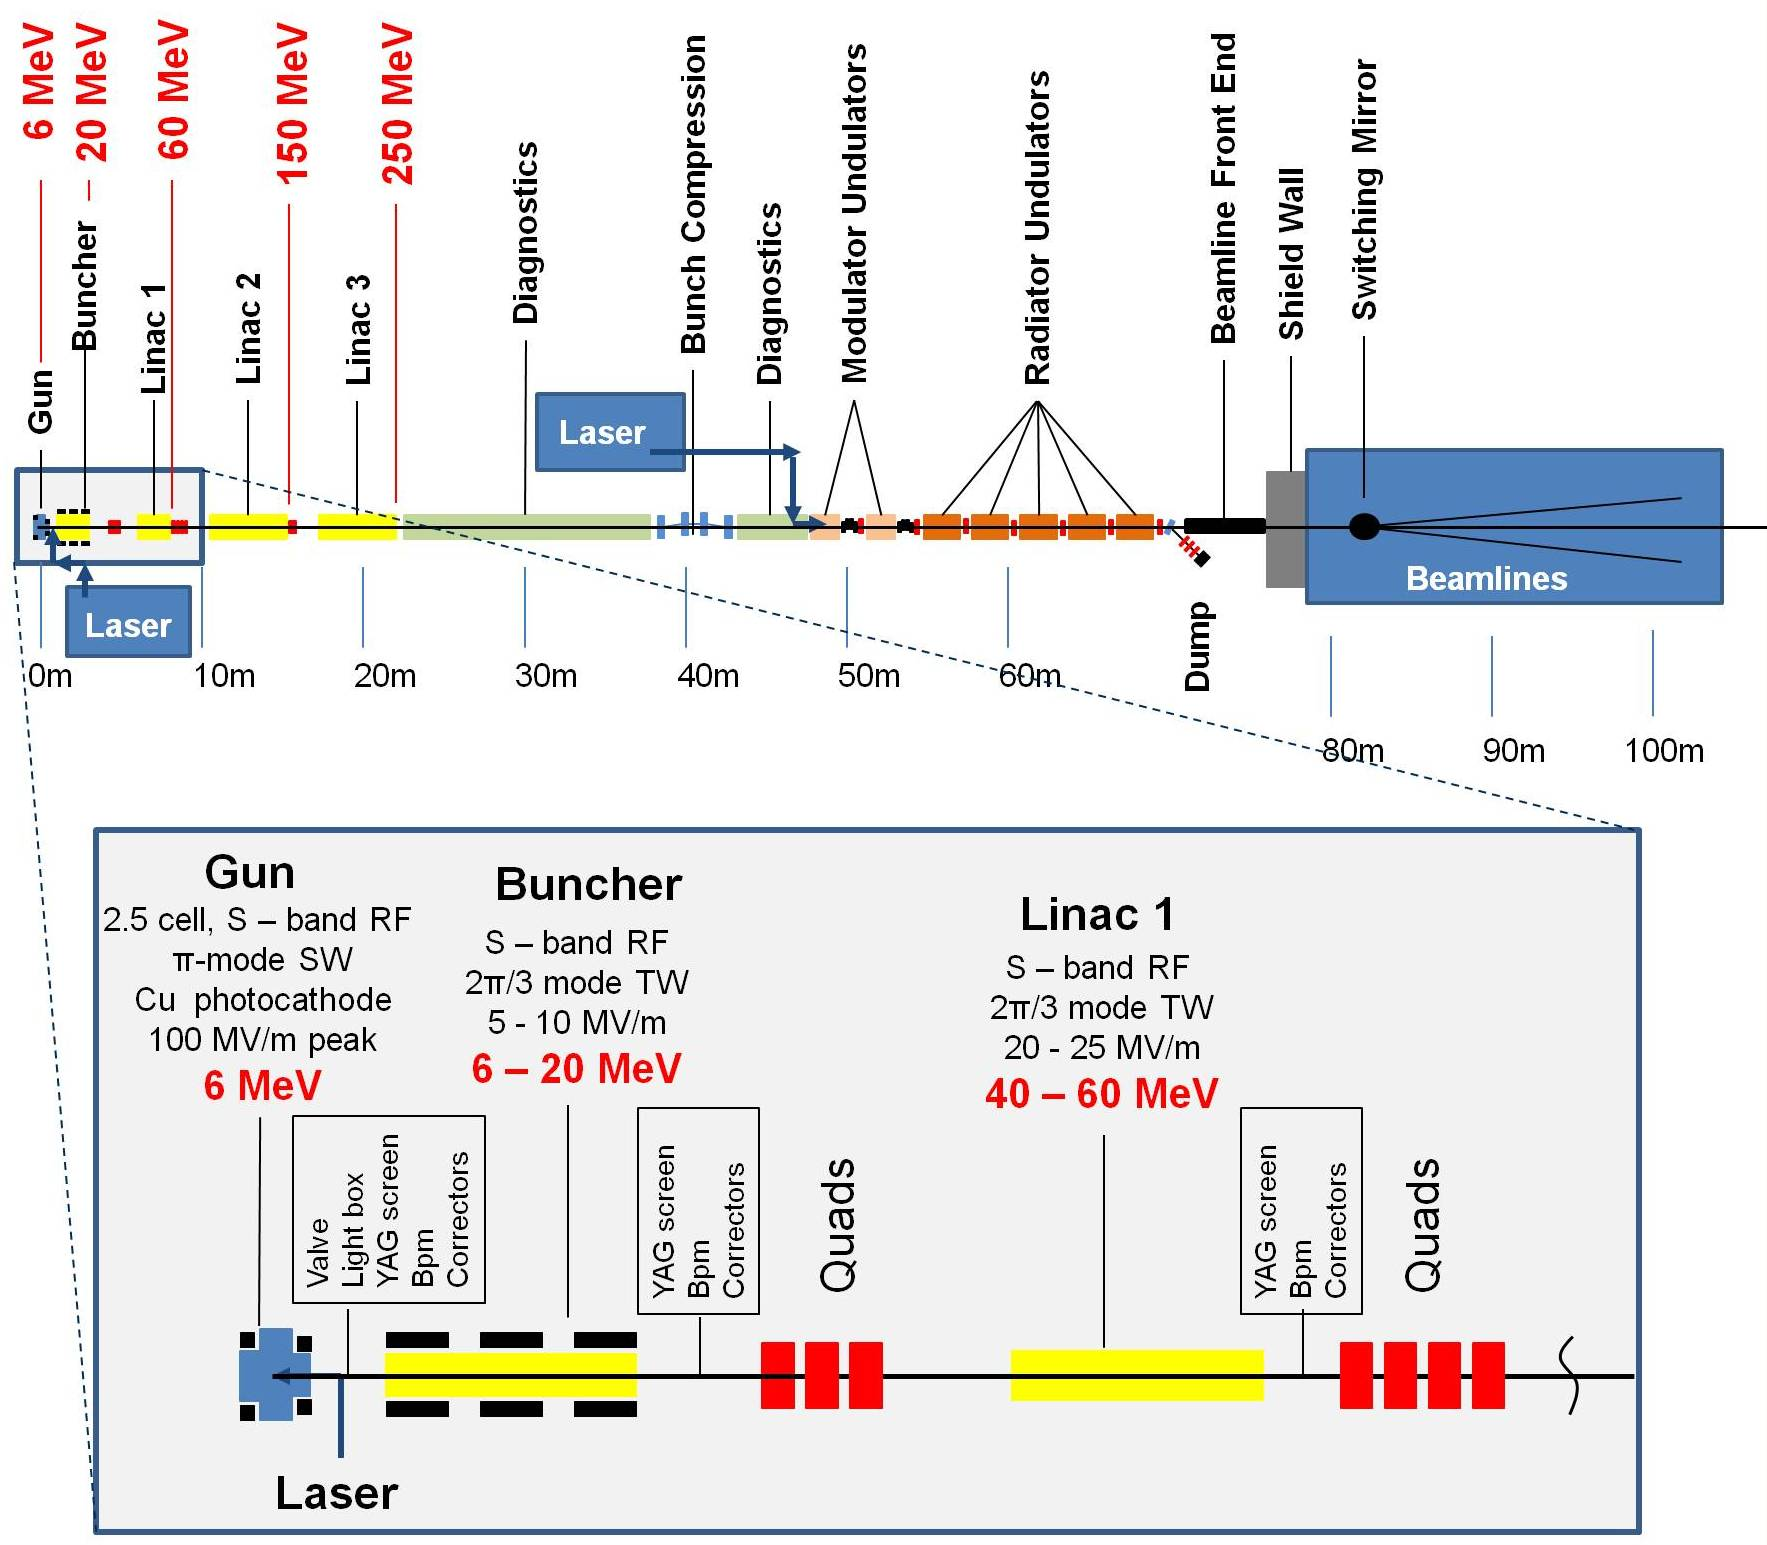 6 MeV
20 MeV
60 MeV
150 MeV
250 MeV
Gun
Buncher
Linac 1
Linac 2
Linac 3
Diagnostics
Bunch Compression
Diagnostics
Modulator Undulators
Radiator Undulators
Beamline Front End
Shield Wall
Switching Mirror
Laser
Laser
Beamlines
Dump
0m
10m
20m
30m
40m
50m
60m
80m
90m
100m
Gun
2.5 cell, S – band RF
π-mode SW
Cu photocathode
100 MV/m peak
6 MeV
Buncher
S – band RF
2π/3 mode TW
5 - 10 MV/m
6 – 20 MeV
Linac 1
S – band RF
2π/3 mode TW
20 - 25 MV/m
40 – 60 MeV
Valve
Light box
YAG screen
Bpm
Correctors
YAG screen
Bpm
Correctors
Quads
YAG screen
Bpm
Correctors
Quads
Laser